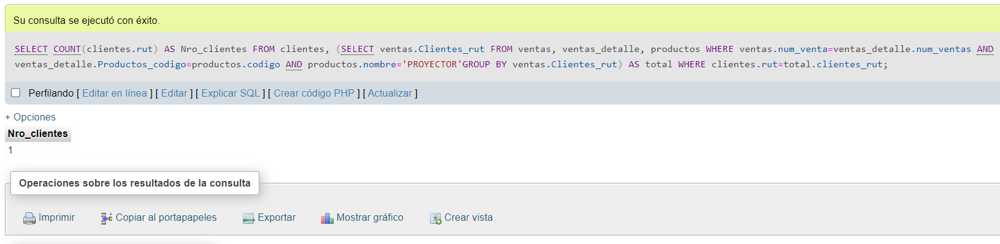 Su consulta se ejecutó con éxito.
SELECT COUNT(clientes.rut) AS Nro_clientes FROM clientes, (SELECT ventas.Clientes_rut FROM ventas, ventas_detalle, productos WHERE ventas.num_venta=ventas_detalle.num_ventas AND
ventas_detalle.Productos_codigo=productos.codigo AND productos.nombre='PROYECTOR'GROUP BY ventas.Clientes_rut) AS total WHERE clientes.rut=total.clientes_rut;
Perfilando [ Editar en línea ] [ Editar ] [ Explicar SQL ] [ Crear código PHP ] [ Actualizar ]
+ Opciones
Nro_clientes
1
Operaciones sobre los resultados de la consulta
Imprimir Copiar al portapapeles Exportar Mostrar gráfico Crear vista